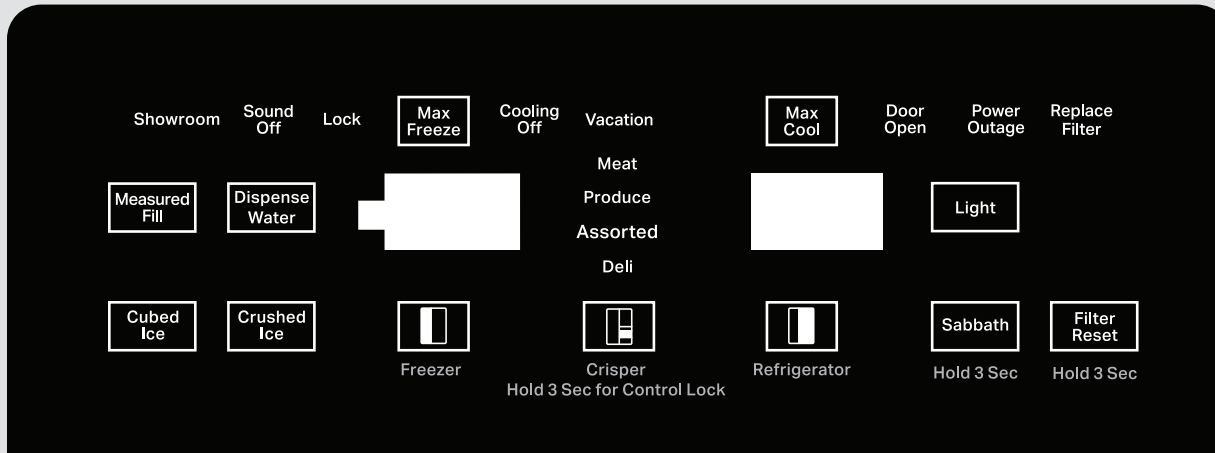 Showroom
Sound
Off
Lock
Max
Freeze
Cooling
Off
Vacation
Max
Cool
Door
Open
Power
Outage
Replace
Filter
Meat
Produce
Assorted
Deli
Measured
Fill
Dispense
Water
Light
Cubed
Ice
Crushed
Ice
Freezer
Crisper
Hold 3 Sec for Control Lock
Refrigerator
Sabbath
Hold 3 Sec
Filter
Reset
Hold 3 Sec